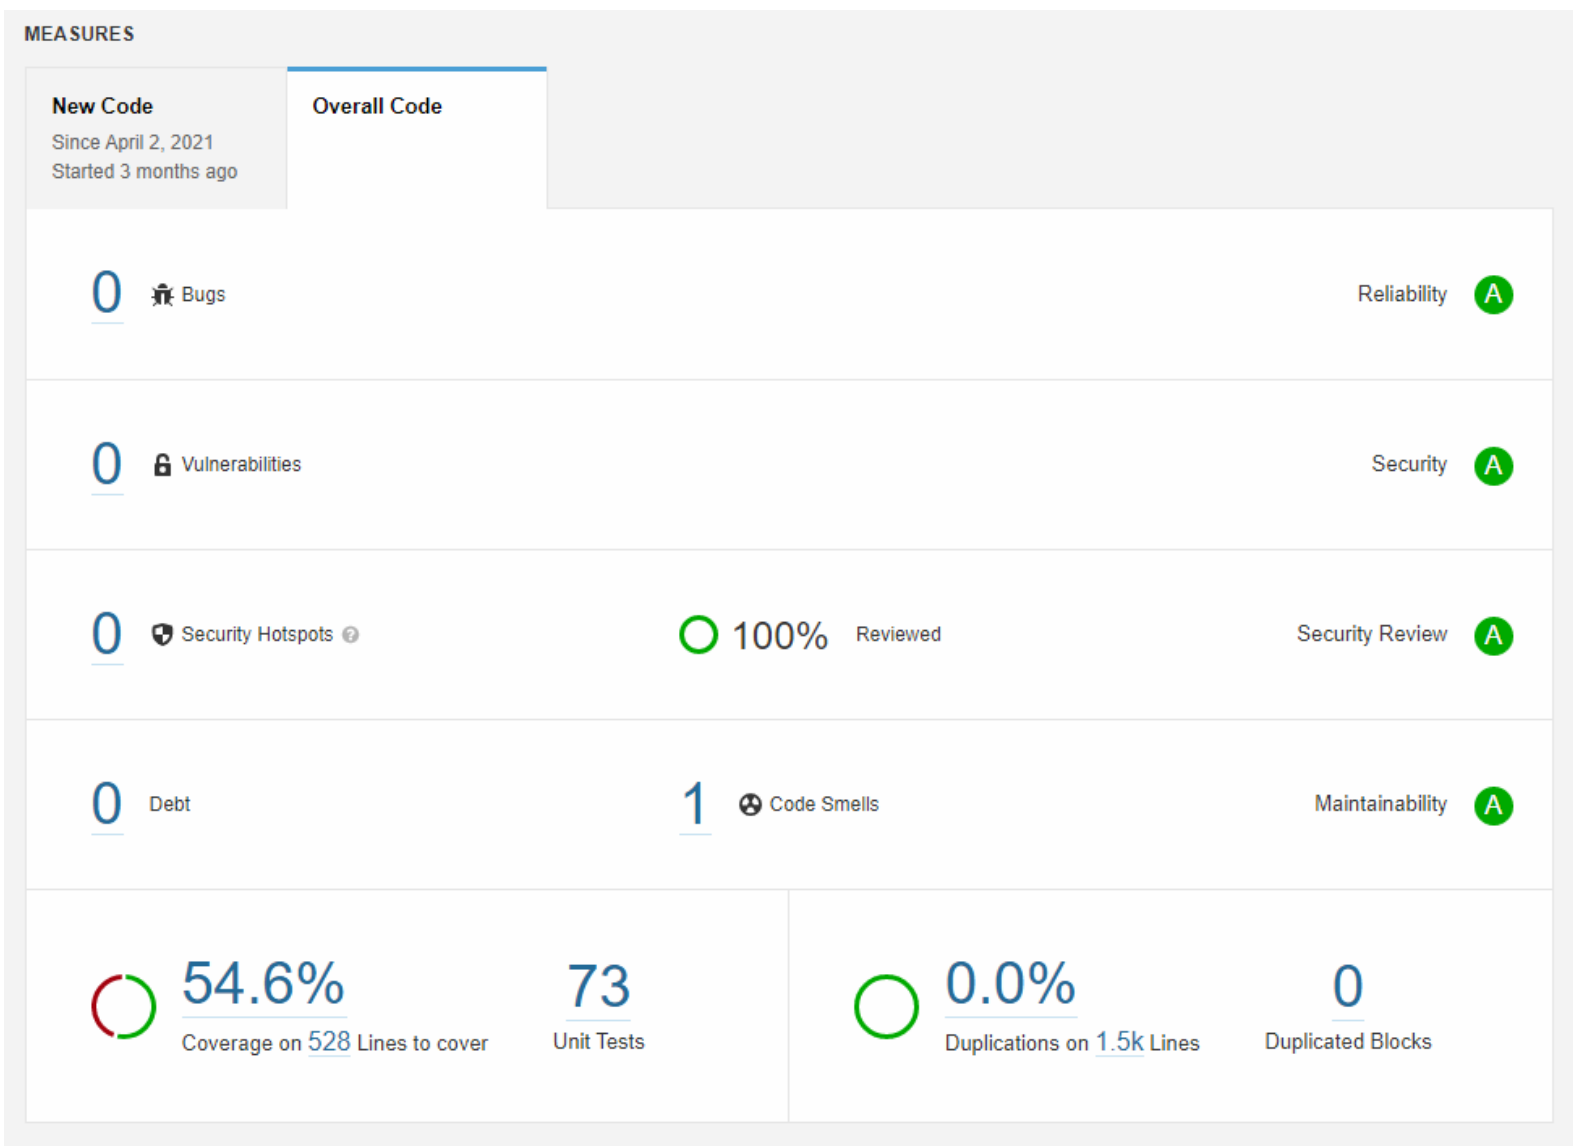 MEASURES
New Code
Since April 2, 2021
Started 3 months ago
Overall Code
0 Bugs
Reliability A
0 Vulnerabilities
Security A
0 Security Hotspots ?
100% Reviewed
Security Review A
0 Debt
1 Code Smells
Maintainability A
54.6%
Coverage on 528 Lines to cover
73
Unit Tests
0.0%
Duplications on 1.5k Lines
0
Duplicated Blocks